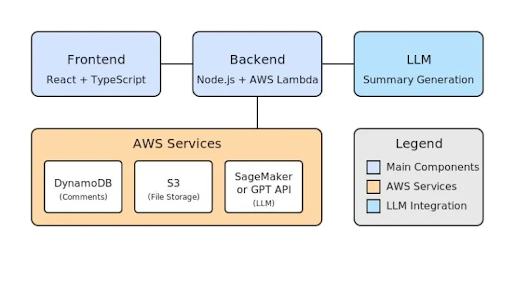 Frontend
React + TypeScript
Backend
Node.js + AWS Lambda
LLM
Summary Generation
AWS Services
DynamoDB
(Comments)
S3
(File Storage)
SageMaker
or GPT API
(LLM)
Legend
Main Components
AWS Services
LLM Integration